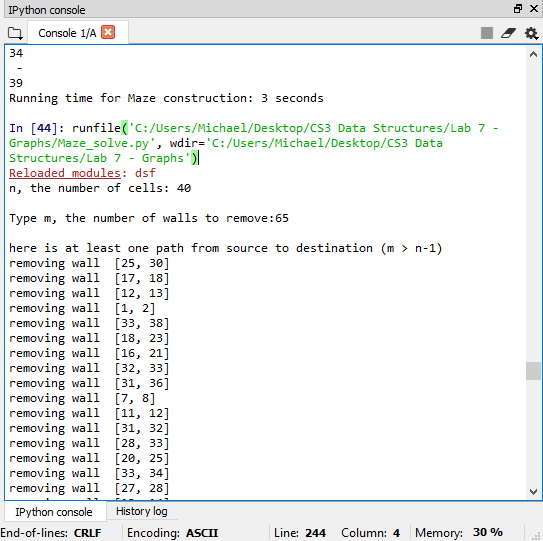 IPython console
Console 1/A
34
-
39
Running time for Maze construction: 3 seconds
In [44]: runfile('C:/Users/Michael/Desktop/CS3 Data Structures/Lab 7 -
Graphs/Maze_solve.py', wdir='C:/Users/Michael/Desktop/CS3 Data
Structures/Lab 7 - Graphs')
Reloaded modules: dsf
n, the number of cells: 40
Type m, the number of walls to remove:65
here is at least one path from source to destination (m > n-1)
removing wall  [25, 30]
removing wall  [17, 18]
removing wall  [12, 13]
removing wall  [1, 2]
removing wall  [33, 38]
removing wall  [18, 23]
removing wall  [16, 21]
removing wall  [32, 33]
removing wall  [31, 36]
removing wall  [7, 8]
removing wall  [11, 12]
removing wall  [31, 32]
removing wall  [28, 33]
removing wall  [20, 25]
removing wall  [33, 34]
removing wall  [27, 28]
IPython console History log
End-of-lines: CRLF Encoding: ASCII Line: 244 Column: 4 Memory: 30 %